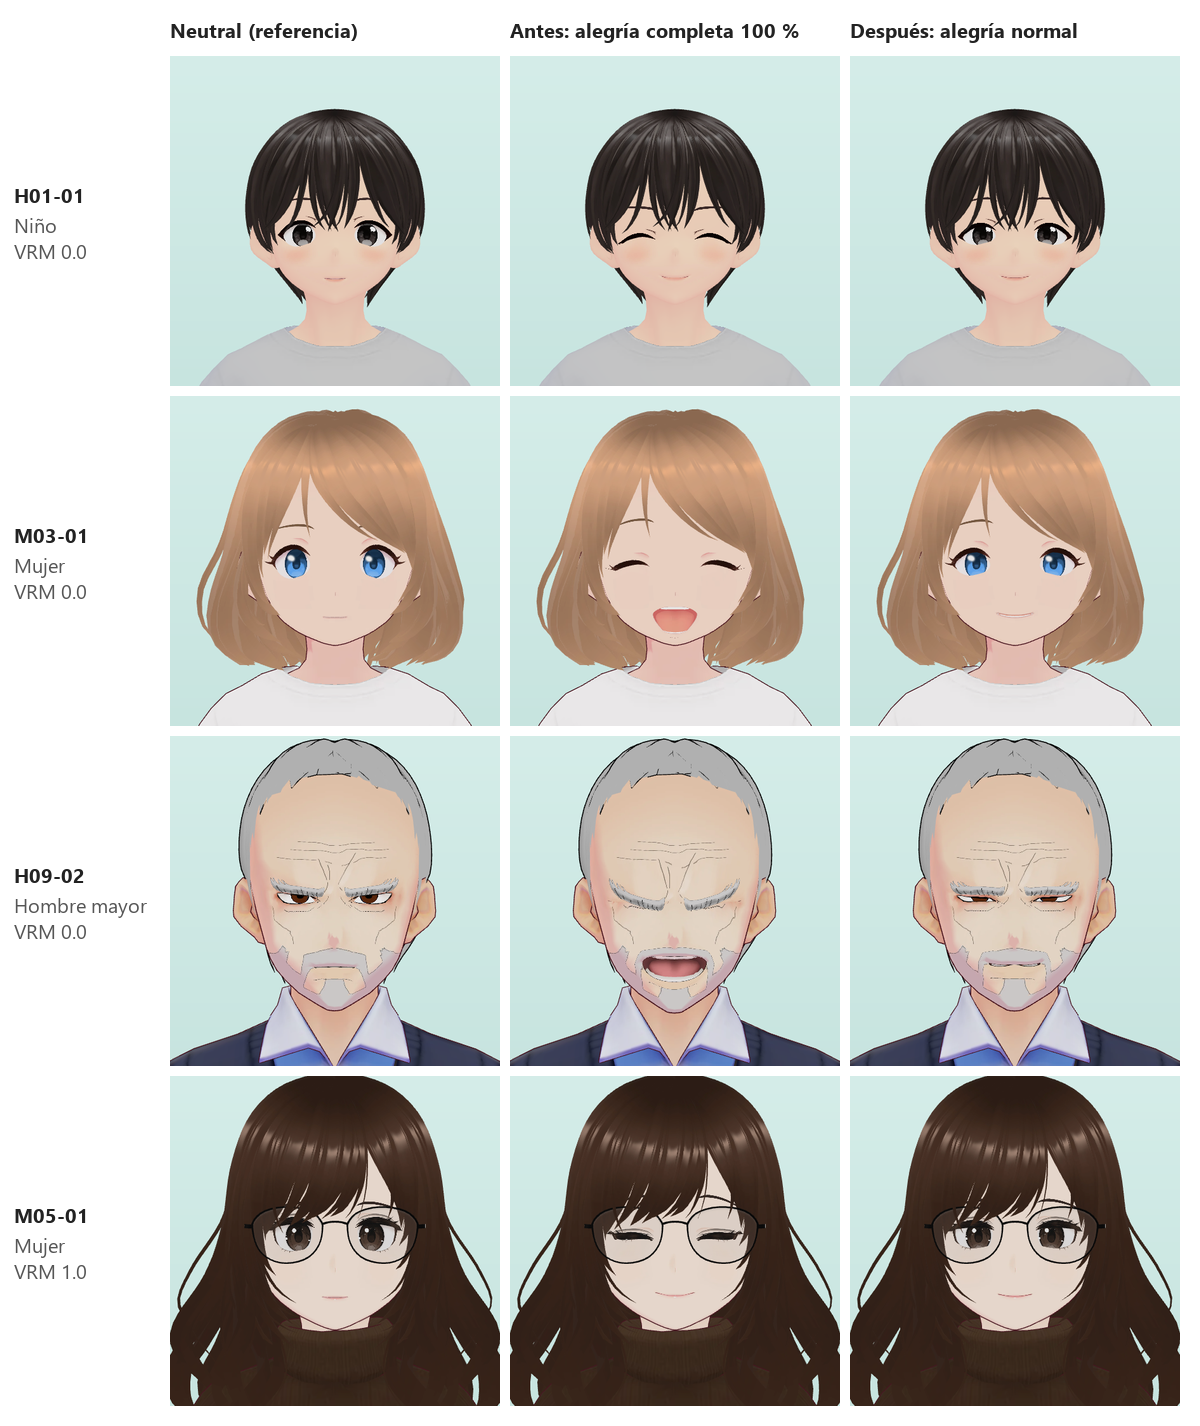 Neutral (referencia)
Antes: alegría completa 100 %
Después: alegría normal
H01-01
Niño
VRM 0.0
M03-01
Mujer
VRM 0.0
H09-02
Hombre mayor
VRM 0.0
M05-01
Mujer
VRM 1.0